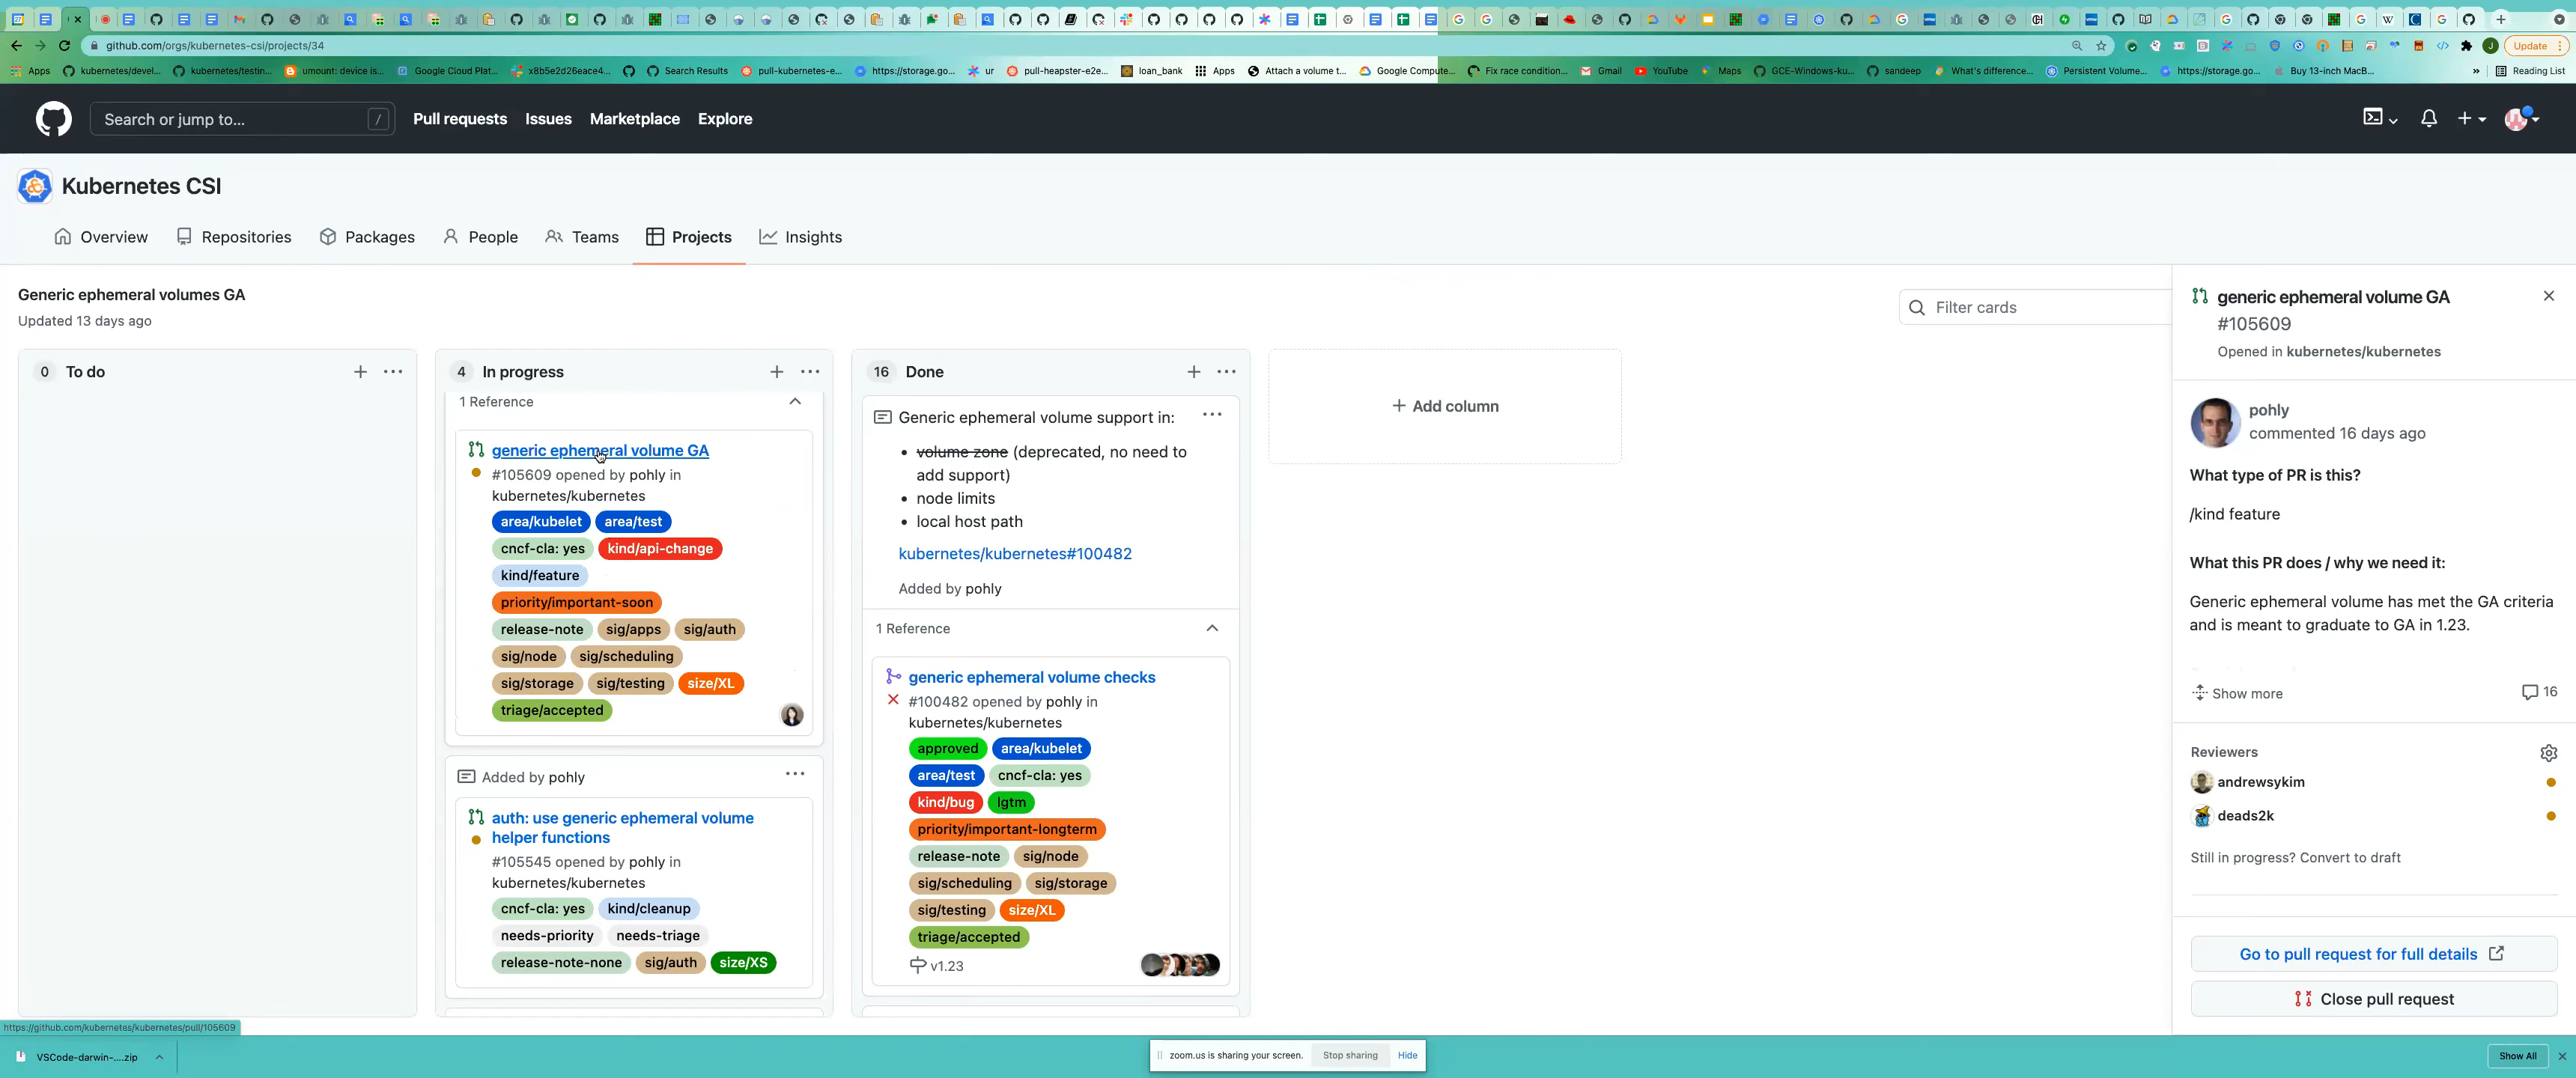 github.com/orgs/kubernetes-csi/projects/34
Update
Apps
kubernetes/devel...
kubernetes/testin...
umount: device is...
Google Cloud Plat...
x8b5e2d26eace4...
Search Results
pull-kubernetes-e...
https://storage.go...
ur
pull-heapster-e2e...
loan_bank
Apps
Attach a volume t...
Google Compute...
Fix race condition...
Gmail
YouTube
Maps
GCE-Windows-ku...
sandeep
What's difference...
Persistent Volume...
https://storage.go...
Buy 13-inch MacB...
»
Reading List
Search or jump to...
/
Pull requests
Issues
Marketplace
Explore
Kubernetes CSI
Overview
Repositories
Packages
People
Teams
Projects
Insights
Generic ephemeral volumes GA
Updated 13 days ago
Filter cards
0 To do
4 In progress
1 Reference
generic ephemeral volume GA
#105609 opened by pohly in
kubernetes/kubernetes
area/kubelet area/test
cncf-cla: yes kind/api-change
kind/feature
priority/important-soon
release-note sig/apps sig/auth
sig/node sig/scheduling
sig/storage sig/testing size/XL
triage/accepted
Added by pohly
auth: use generic ephemeral volume
helper functions
#105545 opened by pohly in
kubernetes/kubernetes
cncf-cla: yes kind/cleanup
needs-priority needs-triage
release-note-none sig/auth size/XS
16 Done
Generic ephemeral volume support in:
• volume zone (deprecated, no need to
add support)
• node limits
• local host path
kubernetes/kubernetes#100482
Added by pohly
1 Reference
generic ephemeral volume checks
#100482 opened by pohly in
kubernetes/kubernetes
approved area/kubelet
area/test cncf-cla: yes
kind/bug lgtm
priority/important-longterm
release-note sig/node
sig/scheduling sig/storage
sig/testing size/XL
triage/accepted
v1.23
+ Add column
generic ephemeral volume GA
#105609
Opened in kubernetes/kubernetes
pohly
commented 16 days ago
What type of PR is this?
/kind feature
What this PR does / why we need it:
Generic ephemeral volume has met the GA criteria
and is meant to graduate to GA in 1.23.
Show more
16
Reviewers
andrewsykim
deads2k
Still in progress? Convert to draft
Go to pull request for full details
Close pull request
https://github.com/kubernetes/kubernetes/pull/105609
VSCode-darwin-....zip
zoom.us is sharing your screen.
Stop sharing
Hide
Show All